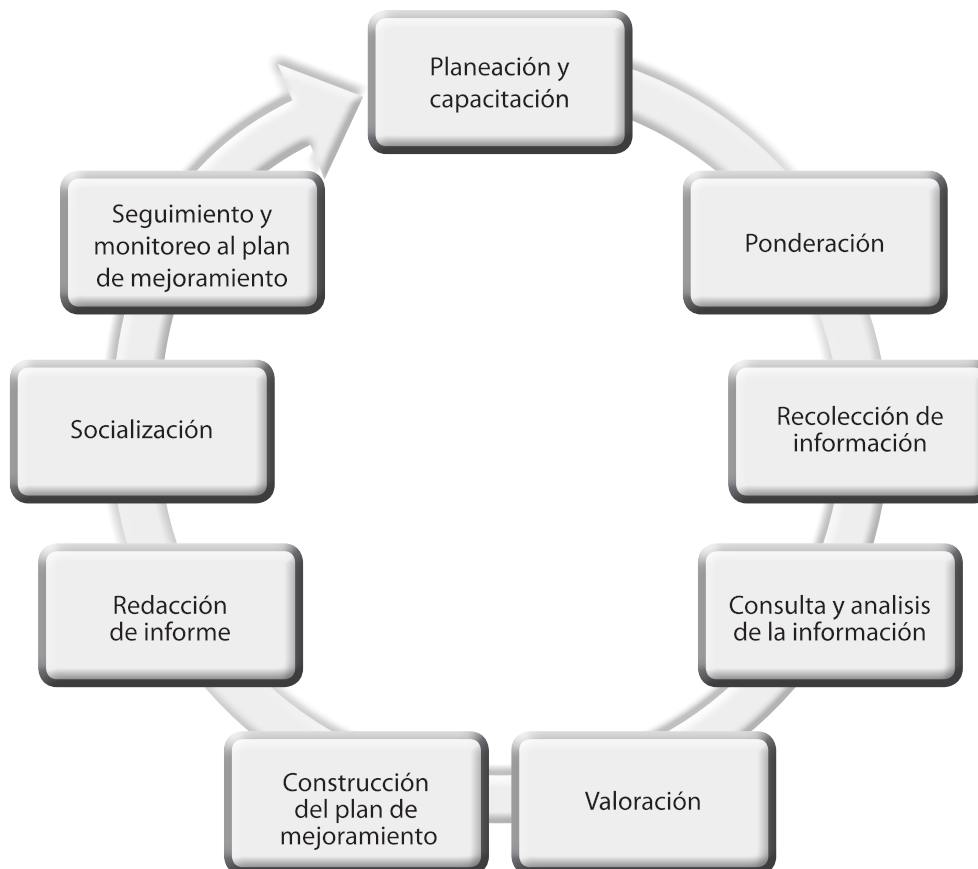 Planeación y
capacitación
Ponderación
Recolección de
información
Consulta y analisis
de la información
Valoración
Construcción
del plan de
mejoramiento
Redacción
de informe
Socialización
Seguimiento y
monitoreo al plan
de mejoramiento